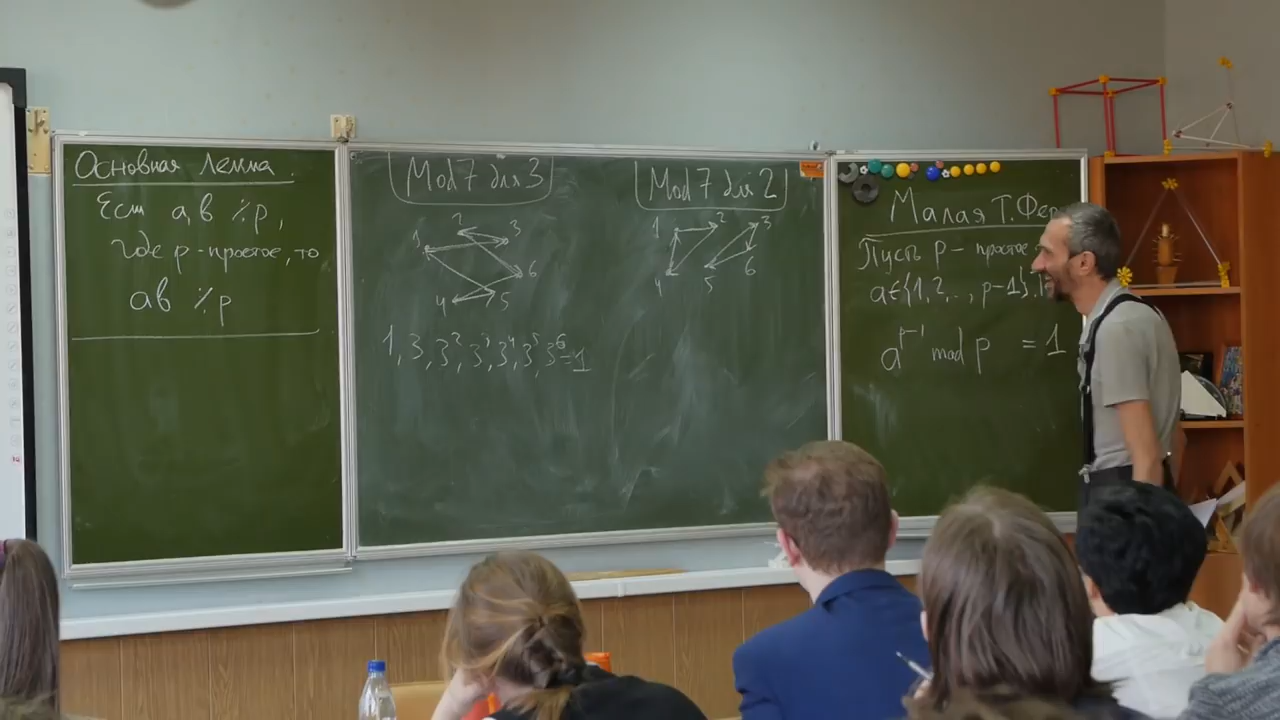 Основная Лемма.
Если a, b ⁒ p,
где p - простое, то
ab ⁒ p
Mod 7 для 3
1 2 3
4 5 6
1, 3, 3², 3³, 3⁴, 3⁵, 3⁶=1
Mod 7 для 2
1 2 3
4 5 6
Малая Т. Фер
Пусть p - простое
a∈{1,2,.., p-1},
a^{p-1} mod p = 1